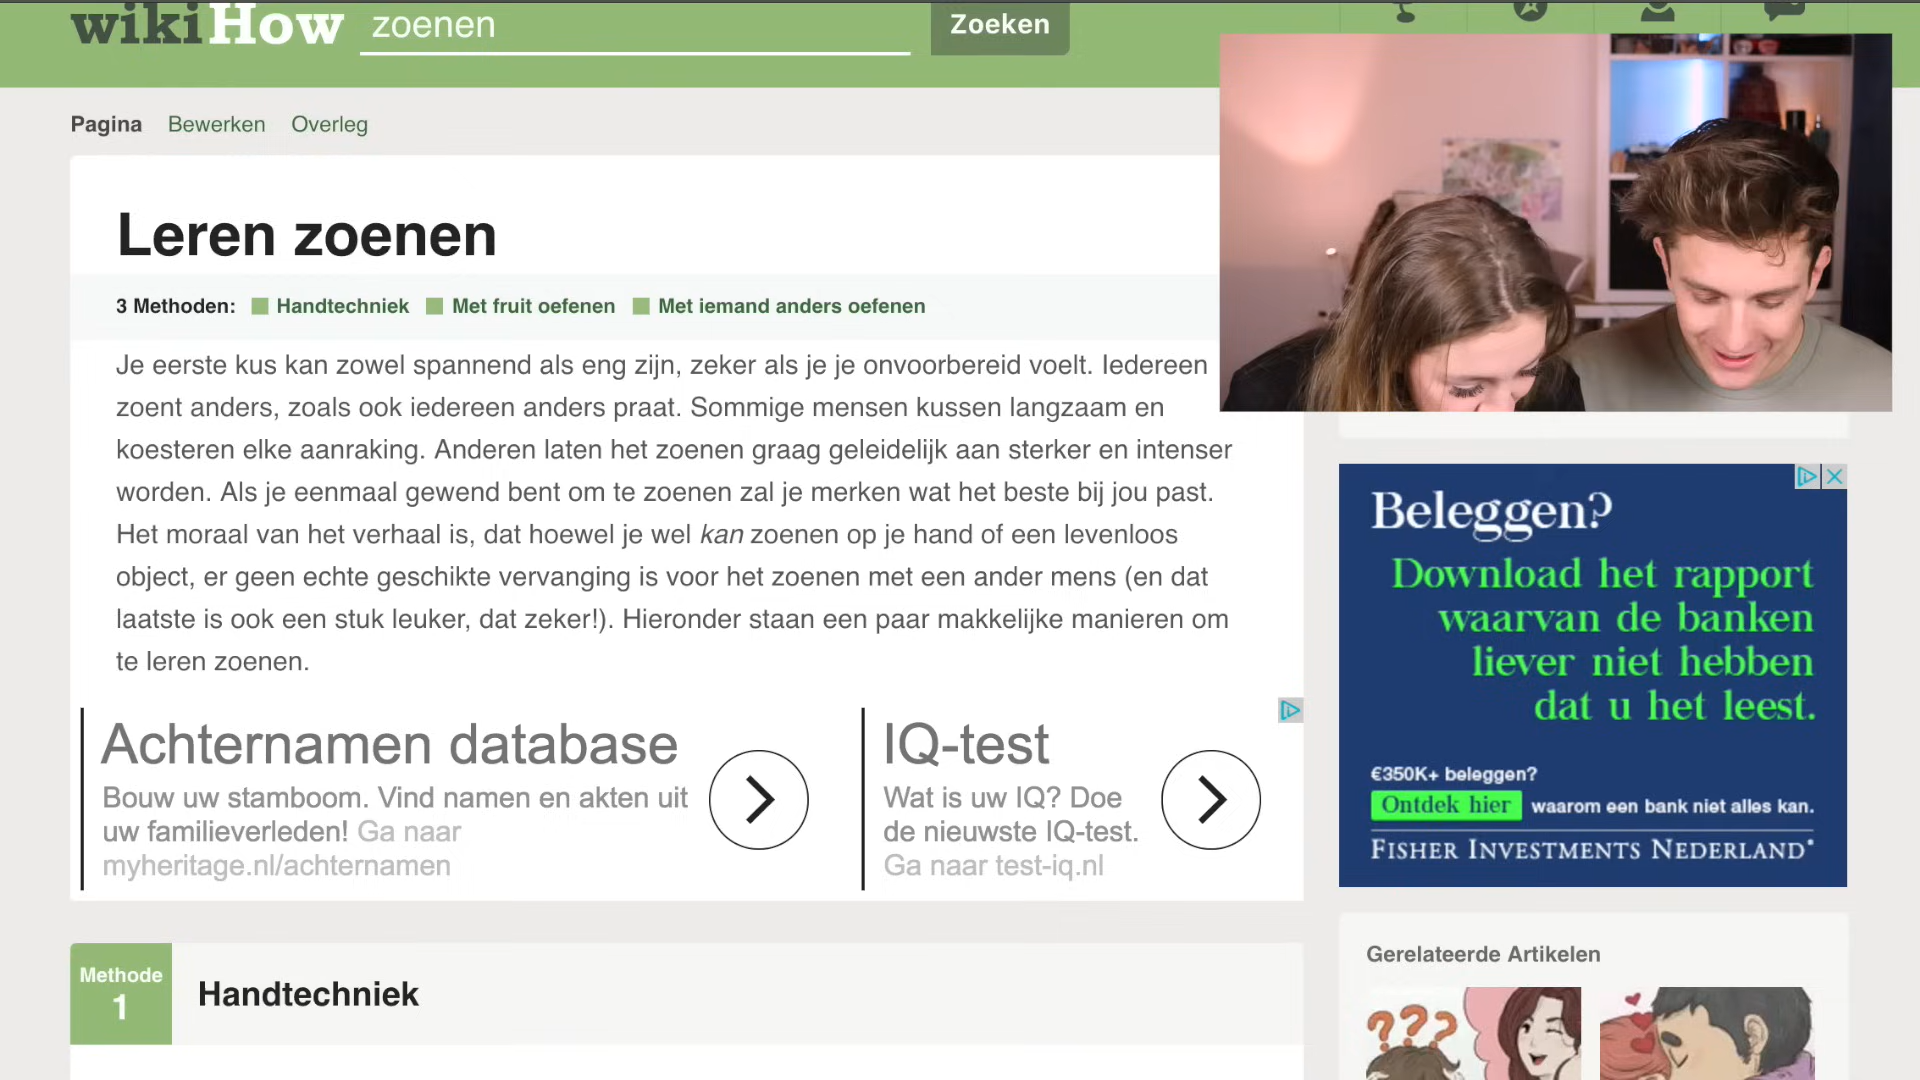 wikiHow
zoenen
Zoeken
Pagina Bewerken Overleg
Leren zoenen
3 Methoden: Handtechniek Met fruit oefenen Met iemand anders oefenen
Je eerste kus kan zowel spannend als eng zijn, zeker als je je onvoorbereid voelt. Iedereen
zoent anders, zoals ook iedereen anders praat. Sommige mensen kussen langzaam en
koesteren elke aanraking. Anderen laten het zoenen graag geleidelijk aan sterker en intenser
worden. Als je eenmaal gewend bent om te zoenen zal je merken wat het beste bij jou past.
Het moraal van het verhaal is, dat hoewel je wel kan zoenen op je hand of een levenloos
object, er geen echte geschikte vervanging is voor het zoenen met een ander mens (en dat
laatste is ook een stuk leuker, dat zeker!). Hieronder staan een paar makkelijke manieren om
te leren zoenen.
Achternamen database
Bouw uw stamboom. Vind namen en akten uit
uw familieverleden! Ga naar
myheritage.nl/achternamen
IQ-test
Wat is uw IQ? Doe
de nieuwste IQ-test.
Ga naar test-iq.nl
Beleggen?
Download het rapport
waarvan de banken
liever niet hebben
dat u het leest.
€350K+ beleggen?
Ontdek hier waarom een bank niet alles kan.
FISHER INVESTMENTS NEDERLAND
Methode
1
Handtechniek
Gerelateerde Artikelen
???